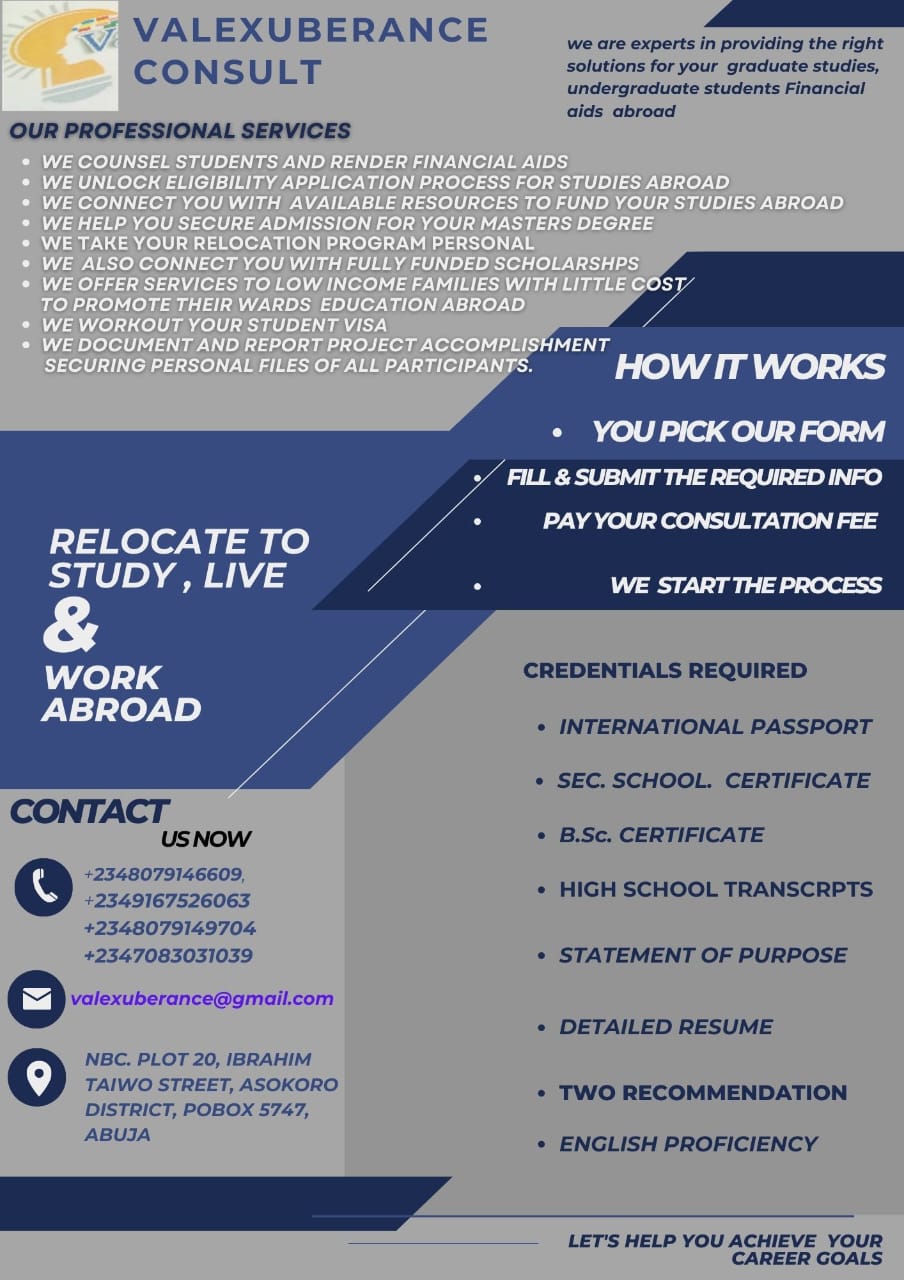 VALEXUBERANCE
CONSULT
we are experts in providing the right
solutions for your graduate studies,
undergraduate students Financial
aids abroad
OUR PROFESSIONAL SERVICES
• WE COUNSEL STUDENTS AND RENDER FINANCIAL AIDS
• WE UNLOCK ELIGIBILITY APPLICATION PROCESS FOR STUDIES ABROAD
• WE CONNECT YOU WITH AVAILABLE RESOURCES TO FUND YOUR STUDIES ABROAD
• WE HELP YOU SECURE ADMISSION FOR YOUR MASTERS DEGREE
• WE TAKE YOUR RELOCATION PROGRAM PERSONAL
• WE ALSO CONNECT YOU WITH FULLY FUNDED SCHOLARSHPS
• WE OFFER SERVICES TO LOW INCOME FAMILIES WITH LITTLE COST
TO PROMOTE THEIR WARDS EDUCATION ABROAD
• WE WORKOUT YOUR STUDENT VISA
• WE DOCUMENT AND REPORT PROJECT ACCOMPLISHMENT
SECURING PERSONAL FILES OF ALL PARTICIPANTS.
HOW IT WORKS
• YOU PICK OUR FORM
• FILL & SUBMIT THE REQUIRED INFO
• PAY YOUR CONSULTATION FEE
• WE START THE PROCESS
RELOCATE TO
STUDY , LIVE
&
WORK
ABROAD
CREDENTIALS REQUIRED
• INTERNATIONAL PASSPORT
• SEC. SCHOOL. CERTIFICATE
• B.Sc. CERTIFICATE
• HIGH SCHOOL TRANSCRPTS
• STATEMENT OF PURPOSE
• DETAILED RESUME
• TWO RECOMMENDATION
• ENGLISH PROFICIENCY
CONTACT
US NOW
+2348079146609,
+2349167526063
+2348079149704
+2347083031039
valexuberance@gmail.com
NBC. PLOT 20, IBRAHIM
TAIWO STREET, ASOKORO
DISTRICT, POBOX 5747,
ABUJA
LET'S HELP YOU ACHIEVE YOUR
CAREER GOALS